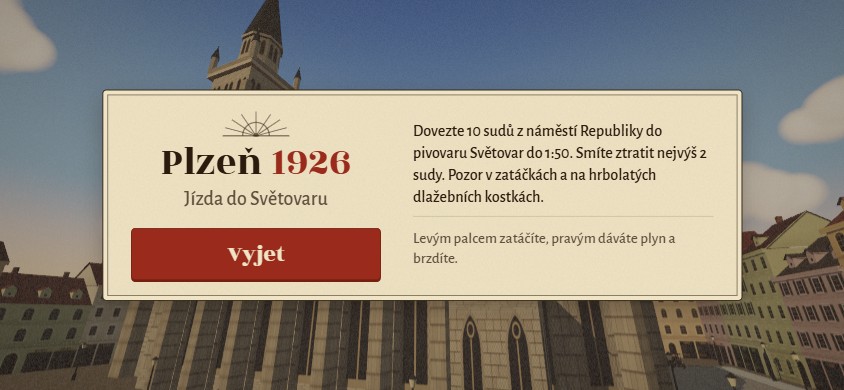 Plzeň 1926
Jízda do Světovaru
Vyjet
Dovezte 10 sudů z náměstí Republiky do
pivovaru Světovar do 1:50. Smíte ztratit nejvýš 2
sudy. Pozor v zatáčkách a na hrbolatých
dlažebních kostkách.
Levým palcem zatáčíte, pravým dáváte plyn a
brzdíte.